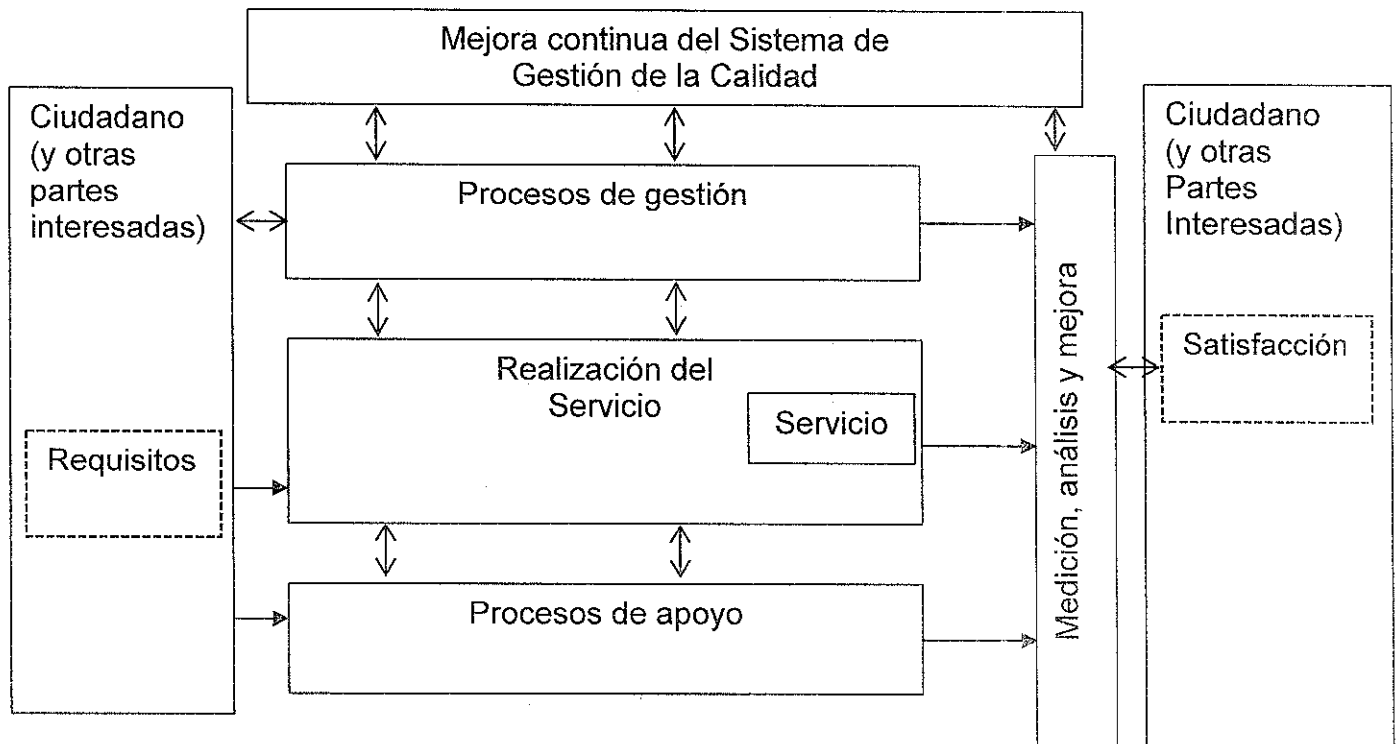 Mejora continua del Sistema de
Gestión de la Calidad
Ciudadano
(y otras
partes
interesadas)
Requisitos
Procesos de gestión
Realización del
Servicio
Servicio
Procesos de apoyo
Medición, análisis y mejora
Ciudadano
(y otras
Partes
Interesadas)
Satisfacción